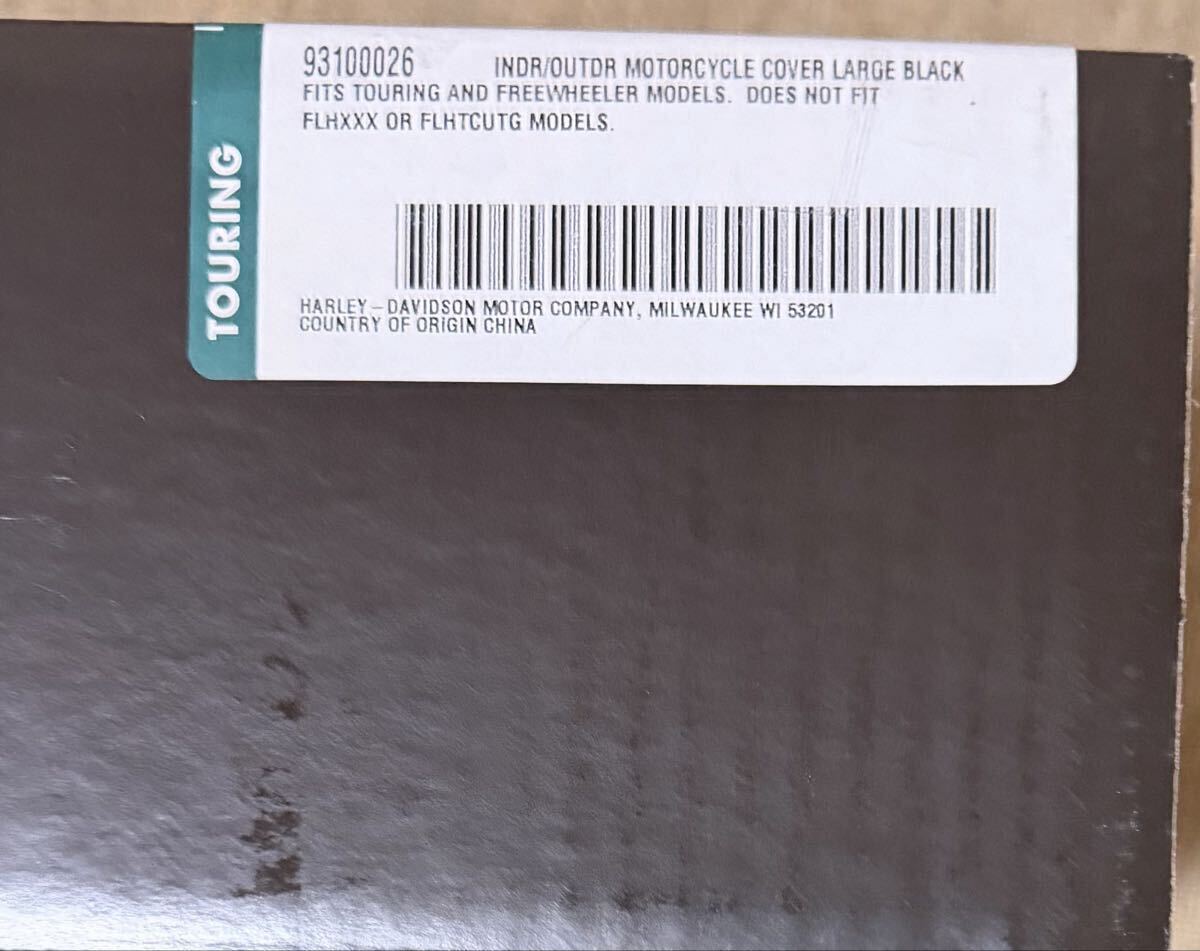 TOURING
93100026 INDR/OUTDR MOTORCYCLE COVER LARGE BLACK
FITS TOURING AND FREEWHEELER MODELS. DOES NOT FIT
FLHXXX OR FLHTCUTG MODELS.
HARLEY-DAVIDSON MOTOR COMPANY, MILWAUKEE WI 53201
COUNTRY OF ORIGIN CHINA